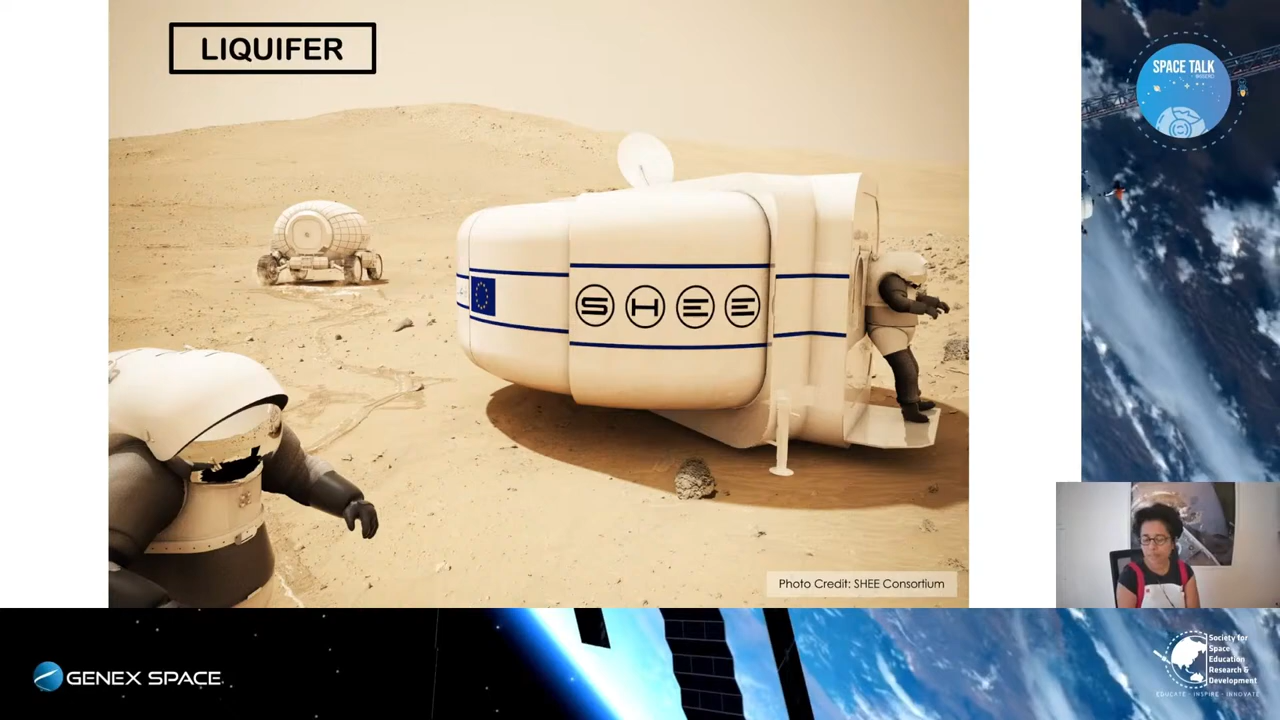 LIQUIFER
SPACE TALK
SHEE
Photo Credit: SHEE Consortium
GENEX SPACE
Society for
Space
Education
Research &
Development
EDUCATE - INSPIRE - INNOVATE